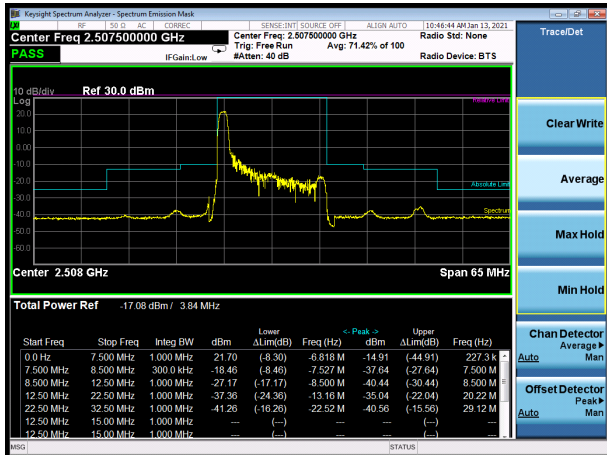 Keysight Spectrum Analyzer - Spectrum Emission Mask
RF 50 Ω AC CORREC SENSE:INT SOURCE OFF ALIGN AUTO 10:46:44 AM Jan 13, 2021
Center Freq 2.507500000 GHz
Center Freq: 2.507500000 GHz
Radio Std: None
Trig: Free Run Avg: 71.42% of 100
PASS
IFGain:Low
#Atten: 40 dB
Radio Device: BTS
10 dB/div Ref 30.0 dBm
Log
Relative Limit
20.0
10.0
0.00
-10.0
-20.0
Absolute Limit
-30.0
Spectrum
-40.0
-50.0
-60.0
Center 2.508 GHz
Span 65 MHz
Total Power Ref -17.08 dBm / 3.84 MHz
Lower <- Peak -> Upper
Start Freq Stop Freq Integ BW dBm ΔLim(dB) Freq (Hz) dBm ΔLim(dB) Freq (Hz)
0.0 Hz 7.500 MHz 1.000 MHz 21.70 (-8.30) -6.818 M -14.91 (-44.91) 227.3 k
7.500 MHz 8.500 MHz 300.0 kHz -18.46 (-8.46) -7.527 M -37.64 (-27.64) 7.500 M
8.500 MHz 12.50 MHz 1.000 MHz -27.17 (-17.17) -8.500 M -40.44 (-30.44) 8.500 M
12.50 MHz 22.50 MHz 1.000 MHz -37.36 (-24.36) -13.16 M -35.04 (-22.04) 20.22 M
22.50 MHz 32.50 MHz 1.000 MHz -41.26 (-16.26) -22.52 M -40.56 (-15.56) 29.12 M
12.50 MHz 15.00 MHz 1.000 MHz --- (---) --- (---) ---
12.50 MHz 15.00 MHz 1.000 MHz --- (---) --- (---) ---
MSG
STATUS
Trace/Det
Clear Write
Average
Max Hold
Min Hold
Chan Detector
Average
Auto Man
Offset Detector
Peak
Auto Man